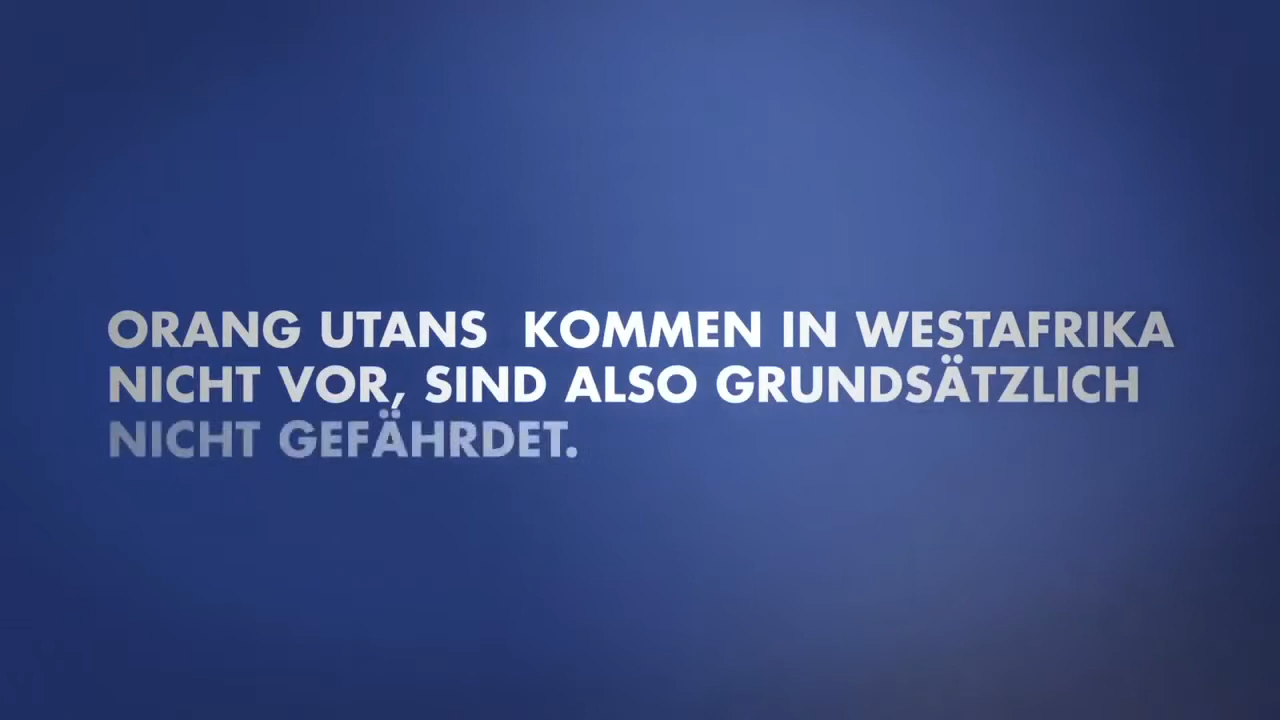 ORANG UTANS  KOMMEN IN WESTAFRIKA
NICHT VOR, SIND ALSO GRUNDSÄTZLICH
NICHT GEFÄHRDET.